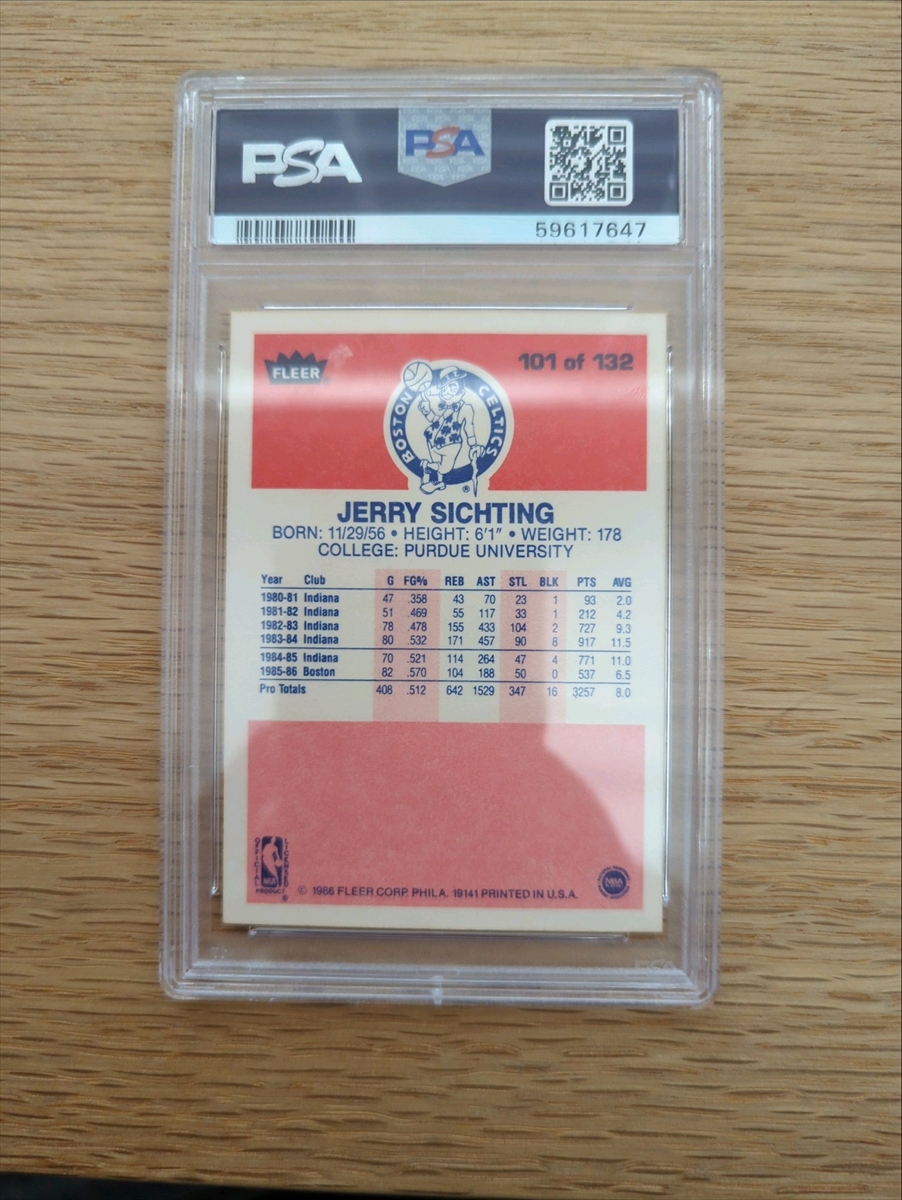 PSA PSA
59617647
FLEER 101 of 132
BOSTON CELTICS
®
JERRY SICHTING
BORN: 11/29/56 • HEIGHT: 6'1" • WEIGHT: 178
COLLEGE: PURDUE UNIVERSITY
Year Club G FG% REB AST STL BLK PTS AVG
1980-81 Indiana 47 .358 43 70 23 1 93 2.0
1981-82 Indiana 51 .469 55 117 33 1 212 4.2
1982-83 Indiana 78 .478 155 433 104 2 727 9.3
1983-84 Indiana 80 .532 171 457 90 8 917 11.5
1984-85 Indiana 70 .521 114 264 47 4 771 11.0
1985-86 Boston 82 .570 104 188 50 0 537 6.5
Pro Totals 408 .512 642 1529 347 16 3257 8.0
OFFICIAL LICENSED
NBA
PRODUCT ®
© 1986 FLEER CORP. PHILA. 19141 PRINTED IN U.S.A.
NBA
PSA